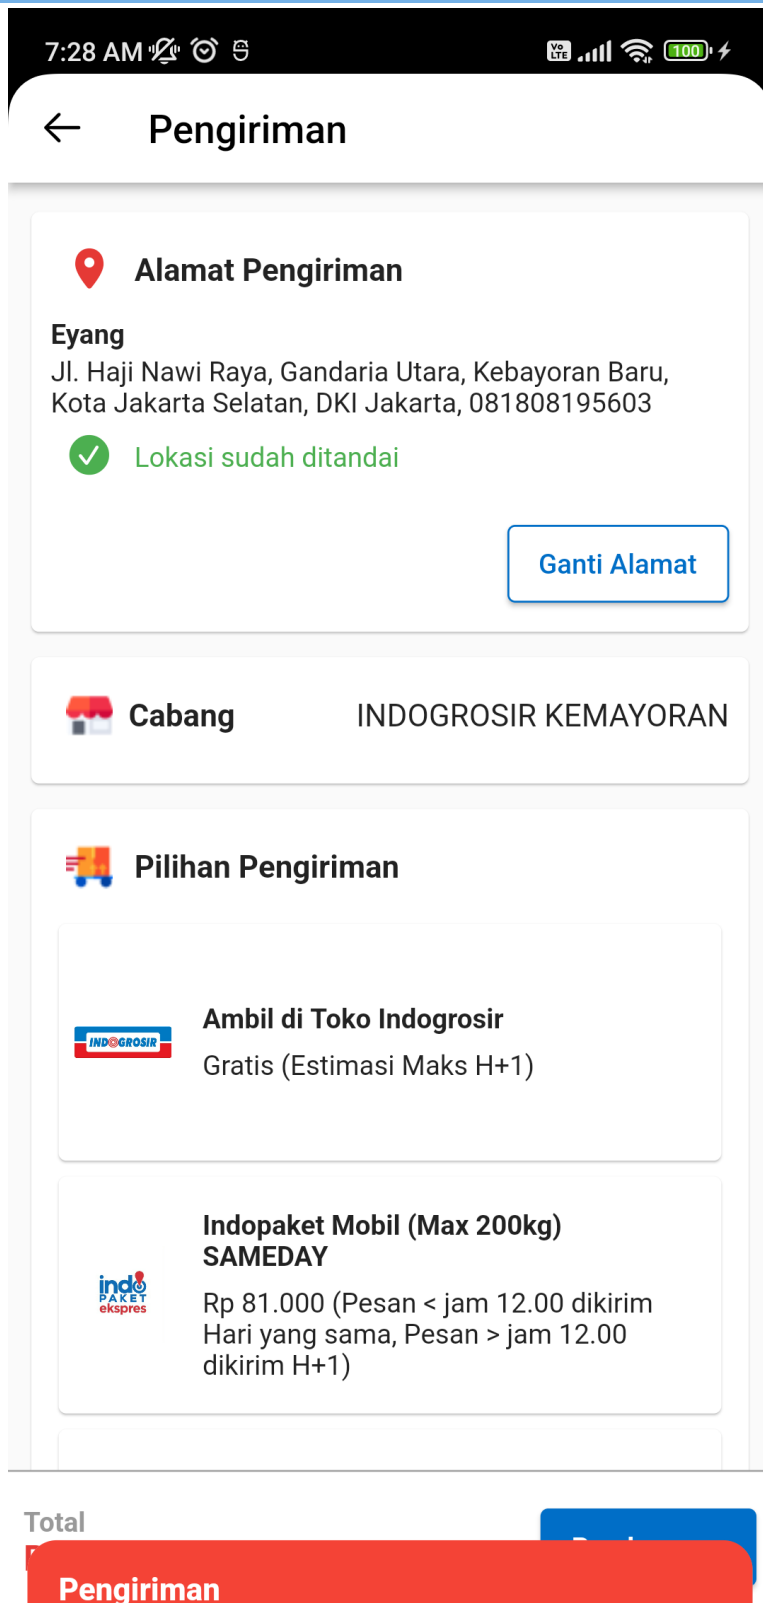 7:28 AM
Vo LTE
100
Pengiriman
Alamat Pengiriman
Eyang
Jl. Haji Nawi Raya, Gandaria Utara, Kebayoran Baru,
Kota Jakarta Selatan, DKI Jakarta, 081808195603
Lokasi sudah ditandai
Ganti Alamat
Cabang INDOGROSIR KEMAYORAN
Pilihan Pengiriman
INDOGROSIR
Ambil di Toko Indogrosir
Gratis (Estimasi Maks H+1)
indo
PAKET
ekspres
Indopaket Mobil (Max 200kg)
SAMEDAY
Rp 81.000 (Pesan < jam 12.00 dikirim
Hari yang sama, Pesan > jam 12.00
dikirim H+1)
Total
Pengiriman